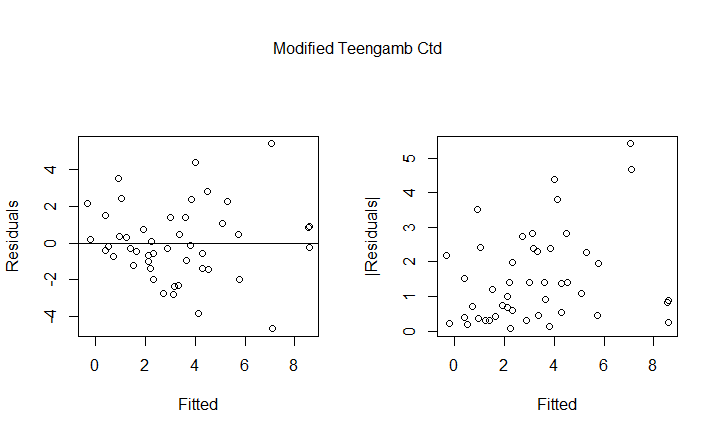 Modified Teengamb Ctd
Residuals
4
2
0
-2
-4
0 2 4 6 8
Fitted
|Residuals|
5
4
3
2
1
0
0 2 4 6 8
Fitted